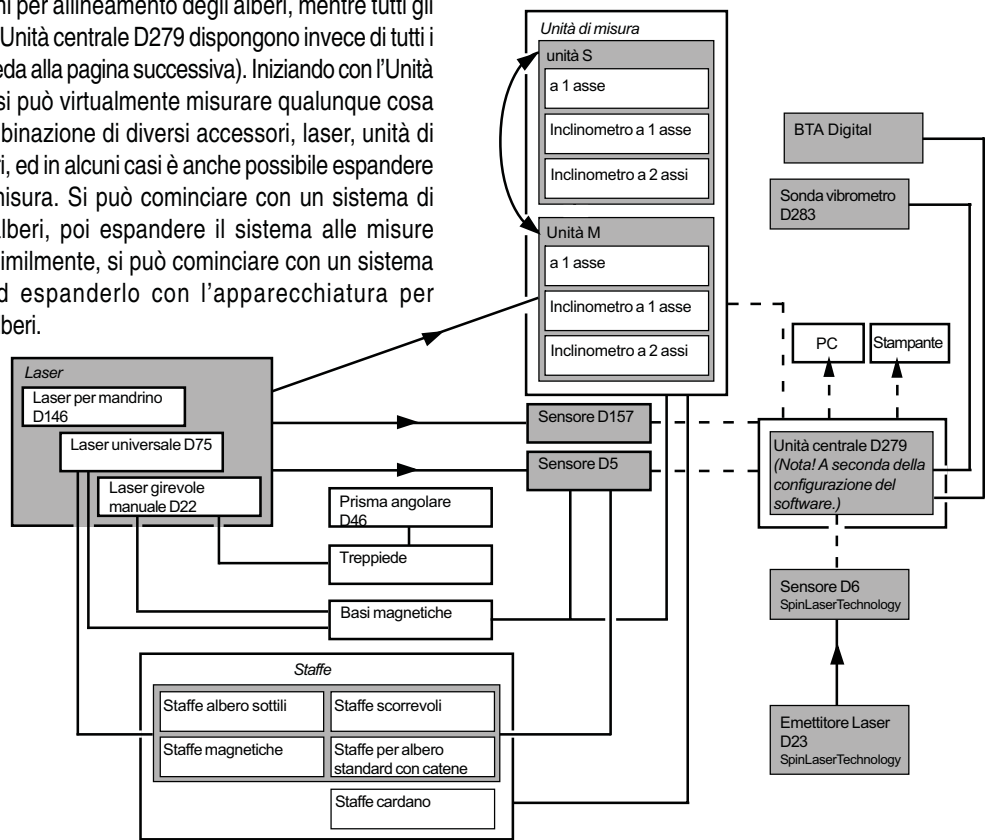 ni per allineamento degli alberi, mentre tutti gli
Unità centrale D279 dispongono invece di tutti i
eda alla pagina successiva). Iniziando con l'Unità
si può virtualmente misurare qualunque cosa
binazione di diversi accessori, laser, unità di
ri, ed in alcuni casi è anche possibile espandere
misura. Si può cominciare con un sistema di
alberi, poi espandere il sistema alle misure
imilmente, si può cominciare con un sistema
d espanderlo con l'apparecchiatura per
beri.
Unità di misura
unità S
a 1 asse
Inclinometro a 1 asse
Inclinometro a 2 assi
Unità M
a 1 asse
Inclinometro a 1 asse
Inclinometro a 2 assi
BTA Digital
Sonda vibrometro
D283
PC
Stampante
Laser
Laser per mandrino
D146
Laser universale D75
Laser girevole
manuale D22
Sensore D157
Sensore D5
Unità centrale D279
(Nota! A seconda della
configurazione del
software.)
Prisma angolare
D46
Treppiede
Basi magnetiche
Sensore D6
SpinLaserTechnology
Emettitore Laser
D23
SpinLaserTechnology
Staffe
Staffe albero sottili
Staffe scorrevoli
Staffe magnetiche
Staffe per albero
standard con catene
Staffe cardano